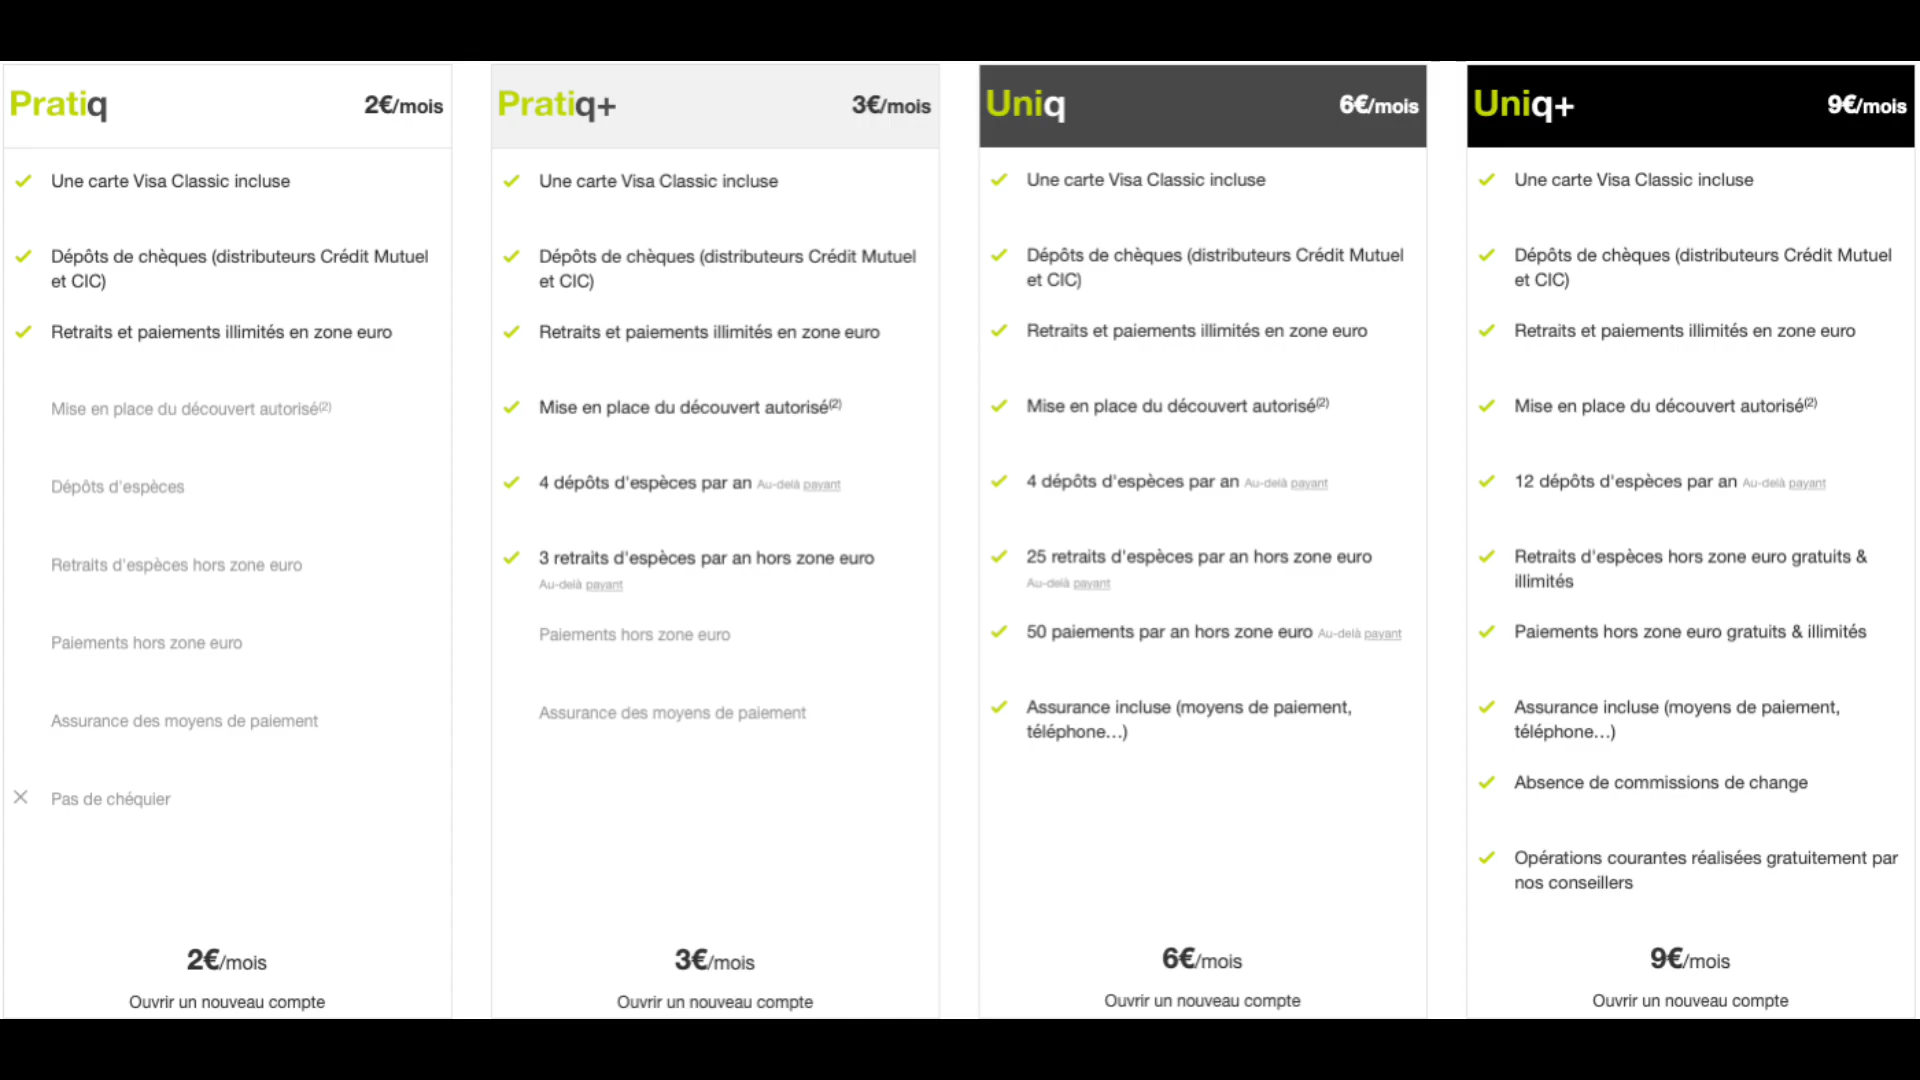 Pratiq 2€/mois
Une carte Visa Classic incluse
Dépôts de chèques (distributeurs Crédit Mutuel
et CIC)
Retraits et paiements illimités en zone euro
Mise en place du découvert autorisé(2)
Dépôts d'espèces
Retraits d'espèces hors zone euro
Paiements hors zone euro
Assurance des moyens de paiement
Pas de chéquier
2€/mois
Ouvrir un nouveau compte
Pratiq+ 3€/mois
Une carte Visa Classic incluse
Dépôts de chèques (distributeurs Crédit Mutuel
et CIC)
Retraits et paiements illimités en zone euro
Mise en place du découvert autorisé(2)
4 dépôts d'espèces par an Au-delà payant
3 retraits d'espèces par an hors zone euro
Au-delà payant
Paiements hors zone euro
Assurance des moyens de paiement
3€/mois
Ouvrir un nouveau compte
Uniq 6€/mois
Une carte Visa Classic incluse
Dépôts de chèques (distributeurs Crédit Mutuel
et CIC)
Retraits et paiements illimités en zone euro
Mise en place du découvert autorisé(2)
4 dépôts d'espèces par an Au-delà payant
25 retraits d'espèces par an hors zone euro
Au-delà payant
50 paiements par an hors zone euro Au-delà payant
Assurance incluse (moyens de paiement,
téléphone...)
6€/mois
Ouvrir un nouveau compte
Uniq+ 9€/mois
Une carte Visa Classic incluse
Dépôts de chèques (distributeurs Crédit Mutuel
et CIC)
Retraits et paiements illimités en zone euro
Mise en place du découvert autorisé(2)
12 dépôts d'espèces par an Au-delà payant
Retraits d'espèces hors zone euro gratuits &
illimités
Paiements hors zone euro gratuits & illimités
Assurance incluse (moyens de paiement,
téléphone...)
Absence de commissions de change
Opérations courantes réalisées gratuitement par
nos conseillers
9€/mois
Ouvrir un nouveau compte